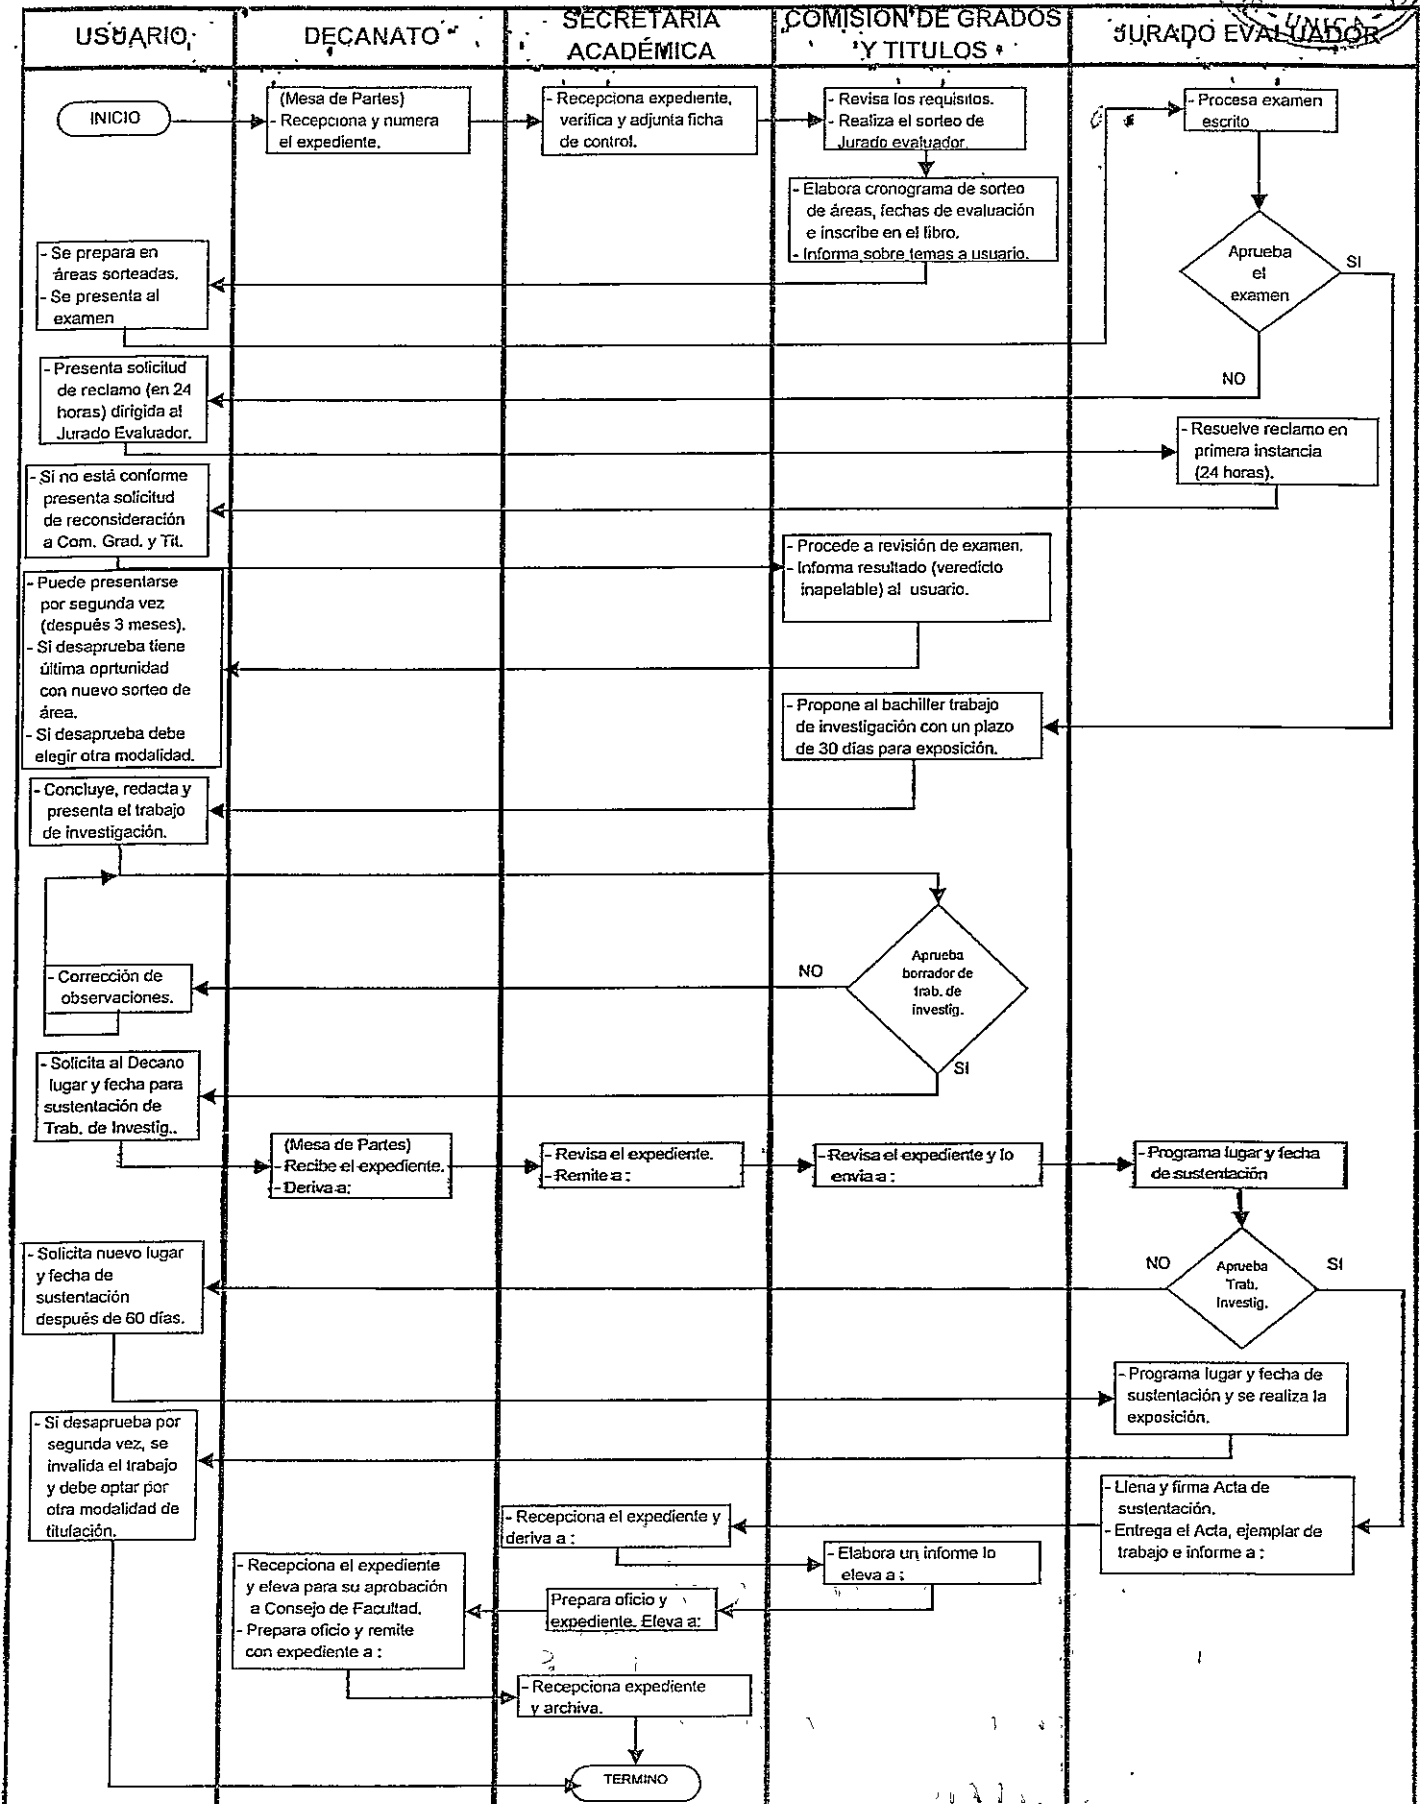 USUARIO
DECANATO
SECRETARIA
ACADÉMICA
COMISION DE GRADOS
Y TITULOS
JURADO EVALUADOR
UNICA
INICIO
(Mesa de Partes)
- Recepciona y numera
el expediente.
- Recepciona expediente,
verifica y adjunta ficha
de control.
- Revisa los requisitos.
- Realiza el sorteo de
Jurado evaluador.
- Procesa examen
escrito
- Elabora cronograma de sorteo
de áreas, fechas de evaluación
e inscribe en el libro.
- Informa sobre temas a usuario.
Aprueba
el
examen
SI
NO
- Se prepara en
áreas sorteadas.
- Se presenta al
examen
- Presenta solicitud
de reclamo (en 24
horas) dirigida al
Jurado Evaluador.
- Resuelve reclamo en
primera instancia
(24 horas).
- Si no está conforme
presenta solicitud
de reconsideración
a Com. Grad. y Tit.
- Procede a revisión de examen.
- Informa resultado (veredicto
inapelable) al usuario.
- Puede presentarse
por segunda vez
(después 3 meses).
- Si desaprueba tiene
última oprtunidad
con nuevo sorteo de
área.
- Si desaprueba debe
elegir otra modalidad.
- Propone al bachiller trabajo
de investigación con un plazo
de 30 días para exposición.
- Concluye, redacta y
presenta el trabajo
de investigación.
Aprueba
borrador de
trab. de
investig.
NO
SI
- Corrección de
observaciones.
- Solicita al Decano
lugar y fecha para
sustentación de
Trab. de Investig..
(Mesa de Partes)
- Recibe el expediente.
- Deriva a:
- Revisa el expediente.
- Remite a :
- Revisa el expediente y lo
envia a :
- Programa lugar y fecha
de sustentación
Aprueba
Trab.
Investig.
NO
SI
- Solicita nuevo lugar
y fecha de
sustentación
después de 60 días.
- Programa lugar y fecha de
sustentación y se realiza la
exposición.
- Si desaprueba por
segunda vez, se
invalida el trabajo
y debe optar por
otra modalidad de
titulación.
- Llena y firma Acta de
sustentación.
- Entrega el Acta, ejemplar de
trabajo e informe a :
- Recepciona el expediente y
deriva a :
- Elabora un informe lo
eleva a :
Prepara oficio y
expediente. Eleva a:
- Recepciona el expediente
y eleva para su aprobación
a Consejo de Facultad.
- Prepara oficio y remite
con expediente a :
- Recepciona expediente
y archiva.
TERMINO